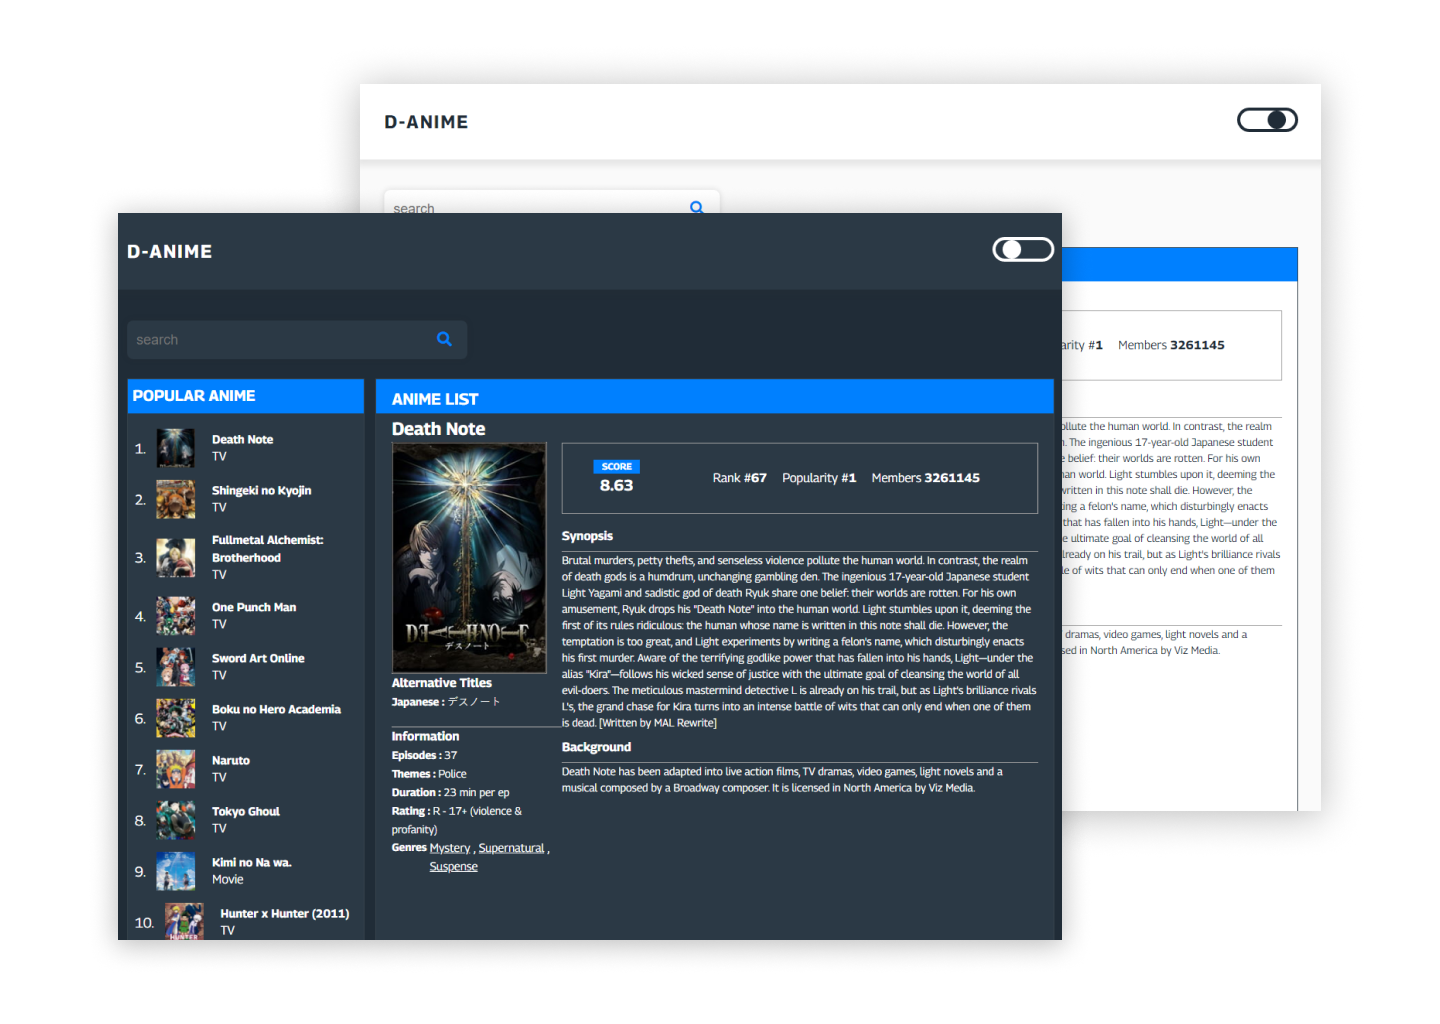 D-ANIME
search
arity #1 Members 3261145
ollute the human world. In contrast, the realm
n. The ingenious 17-year-old Japanese student
e belief: their worlds are rotten. For his own
nan world. Light stumbles upon it, deeming the
written in this note shall die. However, the
ing a felon's name, which disturbingly enacts
that has fallen into his hands, Light—under the
e ultimate goal of cleansing the world of all
lready on his trail, but as Light's brilliance rivals
le of wits that can only end when one of them
dramas, video games, light novels and a
sed in North America by Viz Media.
D-ANIME
search
POPULAR ANIME
1. Death Note
TV
2. Shingeki no Kyojin
TV
3. Fullmetal Alchemist:
Brotherhood
TV
4. One Punch Man
TV
5. Sword Art Online
TV
6. Boku no Hero Academia
TV
7. Naruto
TV
8. Tokyo Ghoul
TV
9. Kimi no Na wa.
Movie
10. Hunter x Hunter (2011)
TV
HUNTER
ANIME LIST
Death Note
DEATH NOTE
デスノート
Alternative Titles
Japanese : デスノート
Information
Episodes : 37
Themes : Police
Duration : 23 min per ep
Rating : R - 17+ (violence &
profanity)
Genres Mystery , Supernatural ,
Suspense
SCORE
8.63
Rank #67 Popularity #1 Members 3261145
Synopsis
Brutal murders, petty thefts, and senseless violence pollute the human world. In contrast, the realm
of death gods is a humdrum, unchanging gambling den. The ingenious 17-year-old Japanese student
Light Yagami and sadistic god of death Ryuk share one belief: their worlds are rotten. For his own
amusement, Ryuk drops his "Death Note" into the human world. Light stumbles upon it, deeming the
first of its rules ridiculous: the human whose name is written in this note shall die. However, the
temptation is too great, and Light experiments by writing a felon's name, which disturbingly enacts
his first murder. Aware of the terrifying godlike power that has fallen into his hands, Light—under the
alias "Kira"—follows his wicked sense of justice with the ultimate goal of cleansing the world of all
evil-doers. The meticulous mastermind detective L is already on his trail, but as Light's brilliance rivals
L's, the grand chase for Kira turns into an intense battle of wits that can only end when one of them
is dead. [Written by MAL Rewrite]
Background
Death Note has been adapted into live action films, TV dramas, video games, light novels and a
musical composed by a Broadway composer. It is licensed in North America by Viz Media.